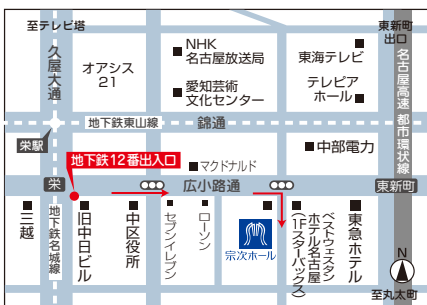 至テレビ塔
久屋大通
オアシス
21
NHK
名古屋放送局
愛知芸術
文化センター
東海テレビ
テレピア
ホール
東新町
出口
名古屋高速 都市環状線
地下鉄東山線
錦通
栄駅
地下鉄12番出入口
マクドナルド
中部電力
栄
広小路通
東新町
三越
地下鉄名城線
旧中日ビル
中区役所
セブンイレブン
ローソン
宗次ホール
ベストウェスタン
ホテル名古屋
(1Fスターバックス)
東急ホテル
N
至丸太町